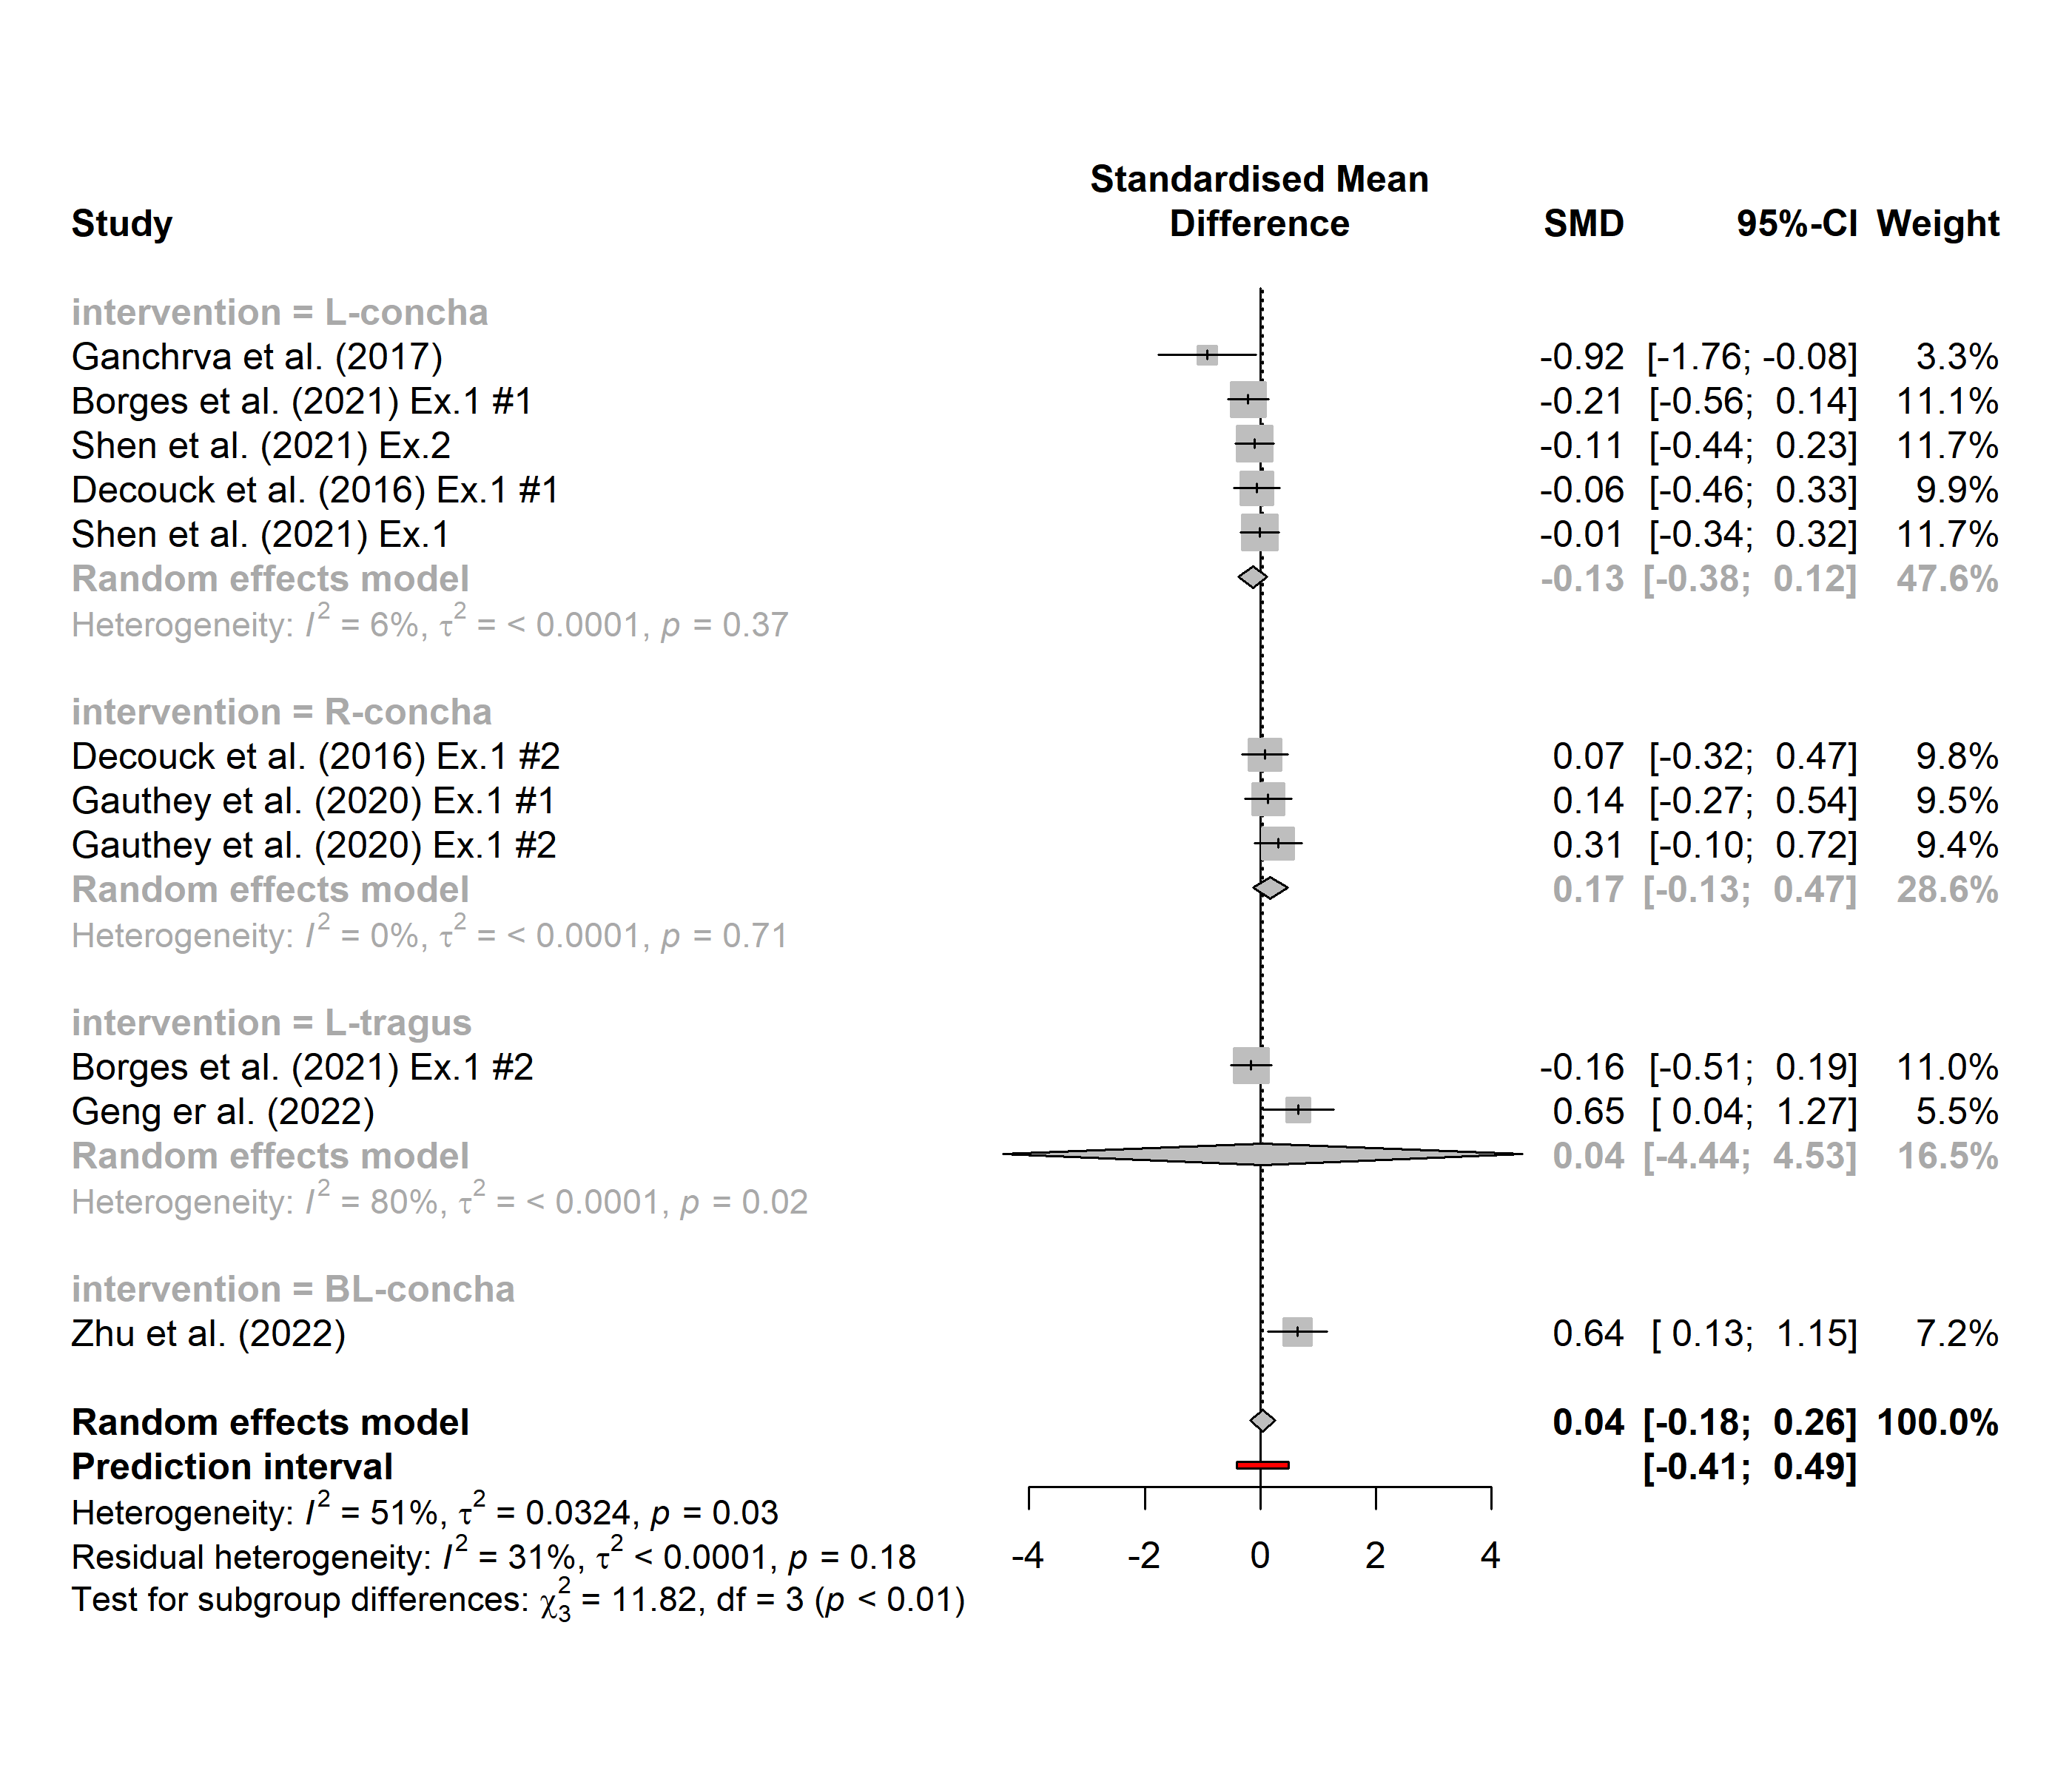 Standardised Mean
Study Difference SMD 95%-CI Weight
intervention = L-concha
Ganchrva et al. (2017) -0.92 [-1.76; -0.08] 3.3%
Borges et al. (2021) Ex.1 #1 -0.21 [-0.56; 0.14] 11.1%
Shen et al. (2021) Ex.2 -0.11 [-0.44; 0.23] 11.7%
Decouck et al. (2016) Ex.1 #1 -0.06 [-0.46; 0.33] 9.9%
Shen et al. (2021) Ex.1 -0.01 [-0.34; 0.32] 11.7%
Random effects model -0.13 [-0.38; 0.12] 47.6%
Heterogeneity: I² = 6%, τ² = < 0.0001, p = 0.37
intervention = R-concha
Decouck et al. (2016) Ex.1 #2 0.07 [-0.32; 0.47] 9.8%
Gauthey et al. (2020) Ex.1 #1 0.14 [-0.27; 0.54] 9.5%
Gauthey et al. (2020) Ex.1 #2 0.31 [-0.10; 0.72] 9.4%
Random effects model 0.17 [-0.13; 0.47] 28.6%
Heterogeneity: I² = 0%, τ² = < 0.0001, p = 0.71
intervention = L-tragus
Borges et al. (2021) Ex.1 #2 -0.16 [-0.51; 0.19] 11.0%
Geng er al. (2022) 0.65 [ 0.04; 1.27] 5.5%
Random effects model 0.04 [-4.44; 4.53] 16.5%
Heterogeneity: I² = 80%, τ² = < 0.0001, p = 0.02
intervention = BL-concha
Zhu et al. (2022) 0.64 [ 0.13; 1.15] 7.2%
Random effects model 0.04 [-0.18; 0.26] 100.0%
Prediction interval [-0.41; 0.49]
Heterogeneity: I² = 51%, τ² = 0.0324, p = 0.03
Residual heterogeneity: I² = 31%, τ² < 0.0001, p = 0.18
-4 -2 0 2 4
Test for subgroup differences: χ²₃ = 11.82, df = 3 (p < 0.01)